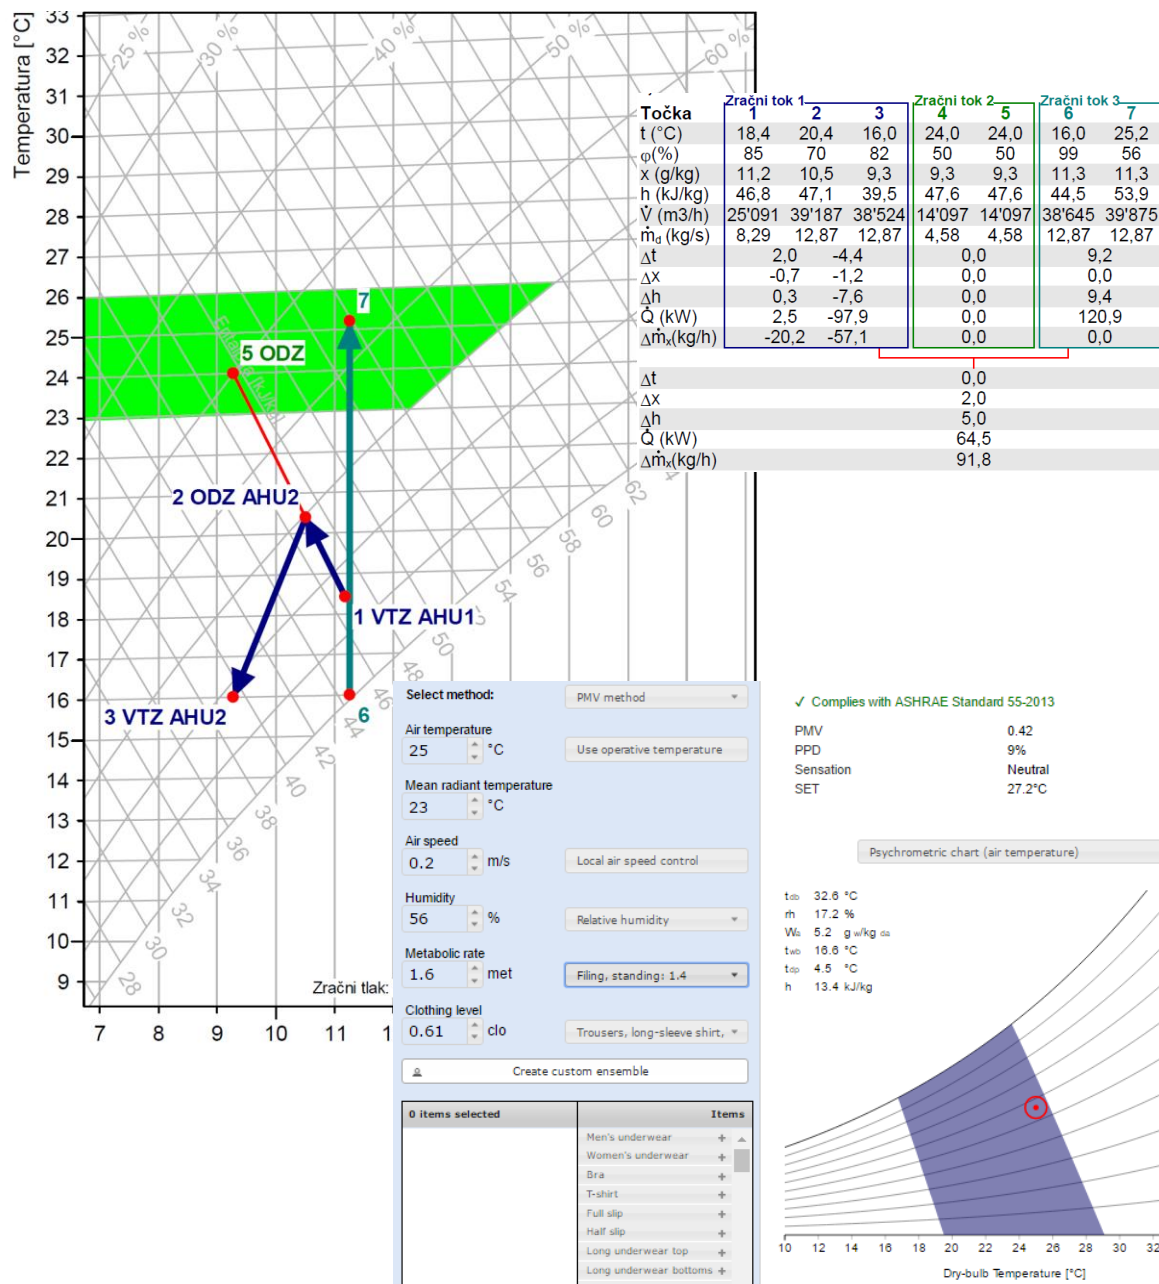 Temperatura [°C]
33
32
31
30
29
28
27
26
25
24
23
22
21
20
19
18
17
16
15
14
13
12
11
10
9
7 8 9 10 11 1
25 % 30 % 40 % 50 % 60 %
Entalpija [kJ/kg]
7
5 ODZ
2 ODZ AHU2
1 VTZ AHU1
3 VTZ AHU2
6
28 30 32 34 36 38 40 42 44 46 48 50 54 56 58 60 62
Zračni tlak:
Zračni tok 1 Zračni tok 2 Zračni tok 3
Točka 1 2 3 4 5 6 7
t (°C) 18,4 20,4 16,0 24,0 24,0 16,0 25,2
φ(%) 85 70 82 50 50 99 56
x (g/kg) 11,2 10,5 9,3 9,3 9,3 11,3 11,3
h (kJ/kg) 46,8 47,1 39,5 47,6 47,6 44,5 53,9
V̇ (m3/h) 25'091 39'187 38'524 14'097 14'097 38'645 39'875
ṁd (kg/s) 8,29 12,87 12,87 4,58 4,58 12,87 12,87
Δt 2,0 -4,4 0,0 9,2
Δx -0,7 -1,2 0,0 0,0
Δh 0,3 -7,6 0,0 9,4
Q̇ (kW) 2,5 -97,9 0,0 120,9
Δṁx(kg/h) -20,2 -57,1 0,0 0,0
Δt 0,0
Δx 2,0
Δh 5,0
Q̇ (kW) 64,5
Δṁx(kg/h) 91,8
Select method: PMV method
Air temperature
25 °C Use operative temperature
Mean radiant temperature
23 °C
Air speed
0.2 m/s Local air speed control
Humidity
56 % Relative humidity
Metabolic rate
1.6 met Filing, standing: 1.4
Clothing level
0.61 clo Trousers, long-sleeve shirt,
Create custom ensemble
0 items selected Items
Men's underwear +
Women's underwear +
Bra +
T-shirt +
Full slip +
Half slip +
Long underwear top +
Long underwear bottoms +
✓ Complies with ASHRAE Standard 55-2013
PMV 0.42
PPD 9%
Sensation Neutral
SET 27.2°C
Psychrometric chart (air temperature)
tdb 32.6 °C
rh 17.2 %
Wa 5.2 g w/kg da
twb 16.6 °C
tdp 4.5 °C
h 13.4 kJ/kg
10 12 14 16 18 20 22 24 26 28 30 32
Dry-bulb Temperature [°C]